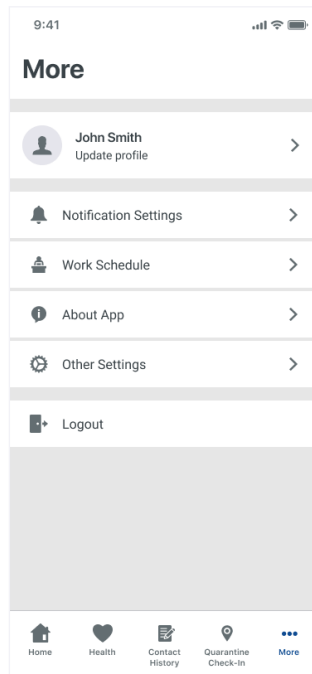 9:41
More
John Smith
Update profile
Notification Settings
Work Schedule
About App
Other Settings
Logout
Home
Health
Contact
History
Quarantine
Check-In
More